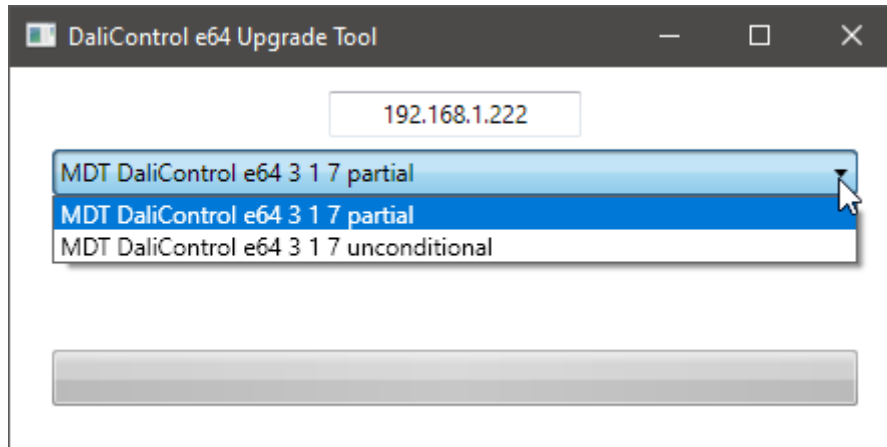 DaliControl e64 Upgrade Tool
192.168.1.222
MDT DaliControl e64 3 1 7 partial
MDT DaliControl e64 3 1 7 partial
MDT DaliControl e64 3 1 7 unconditional